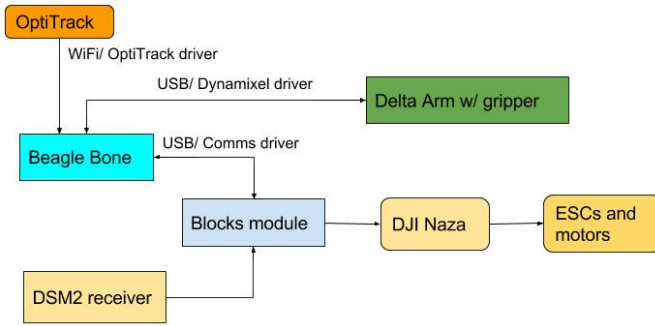 OptiTrack
WiFi/ OptiTrack driver
USB/ Dynamixel driver
Delta Arm w/ gripper
Beagle Bone
USB/ Comms driver
Blocks module
DJI Naza
ESCs and
motors
DSM2 receiver